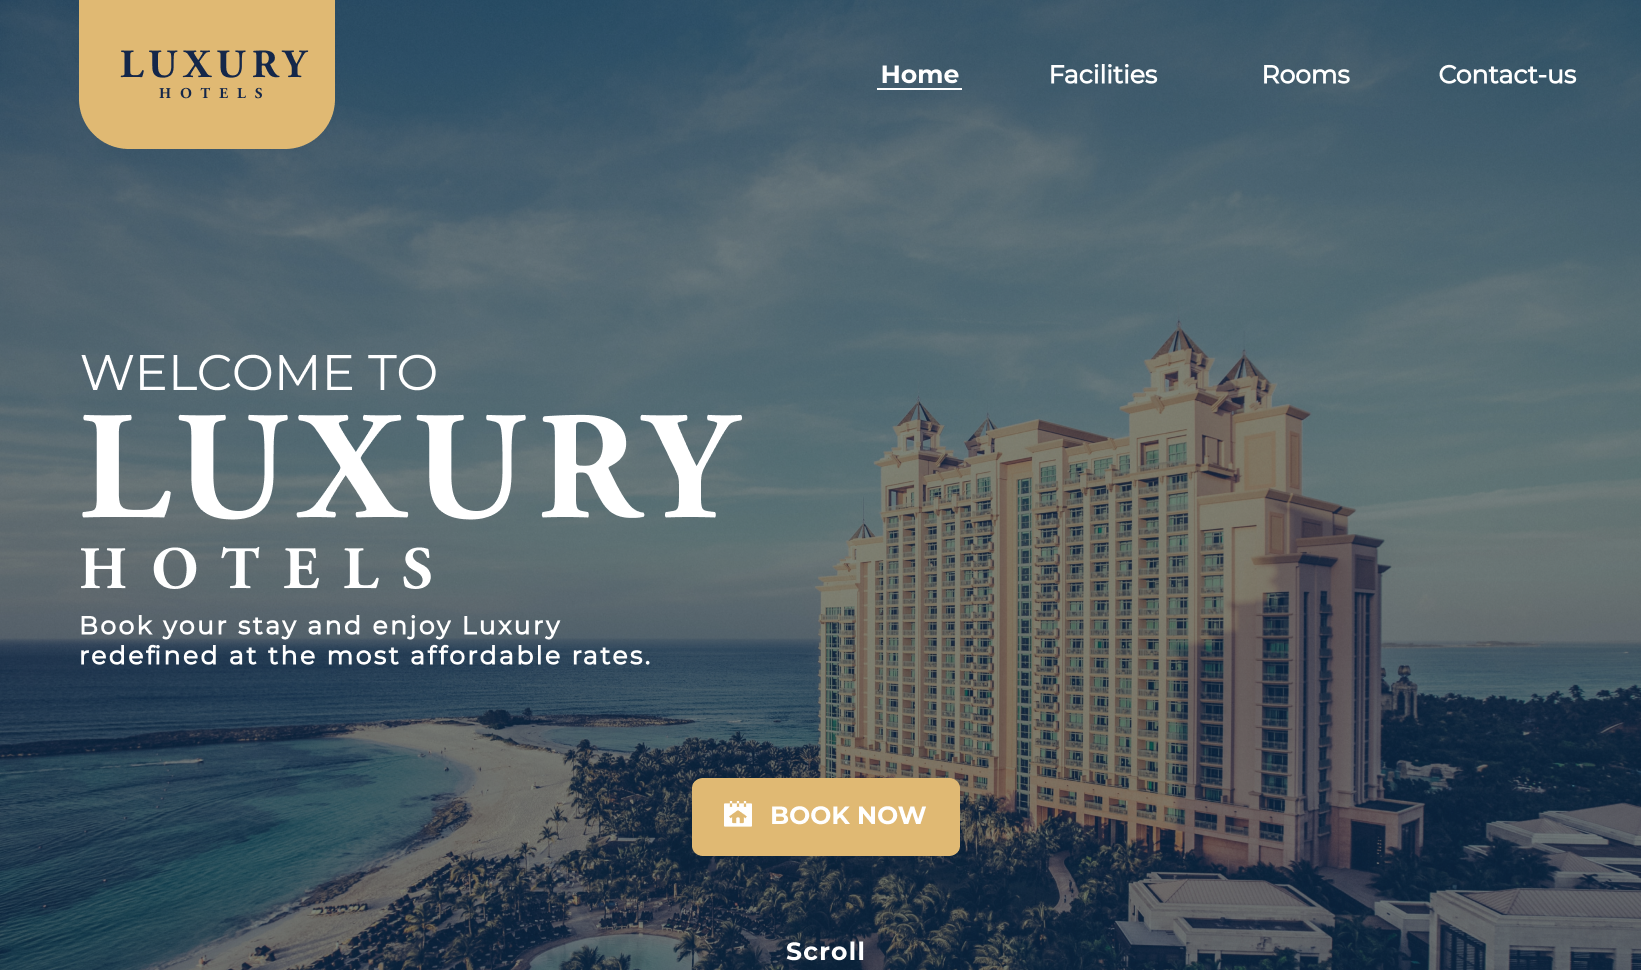 LUXURY
HOTELS
Home
Facilities
Rooms
Contact-us
WELCOME TO
LUXURY
HOTELS
Book your stay and enjoy Luxury
redefined at the most affordable rates.
BOOK NOW
Scroll